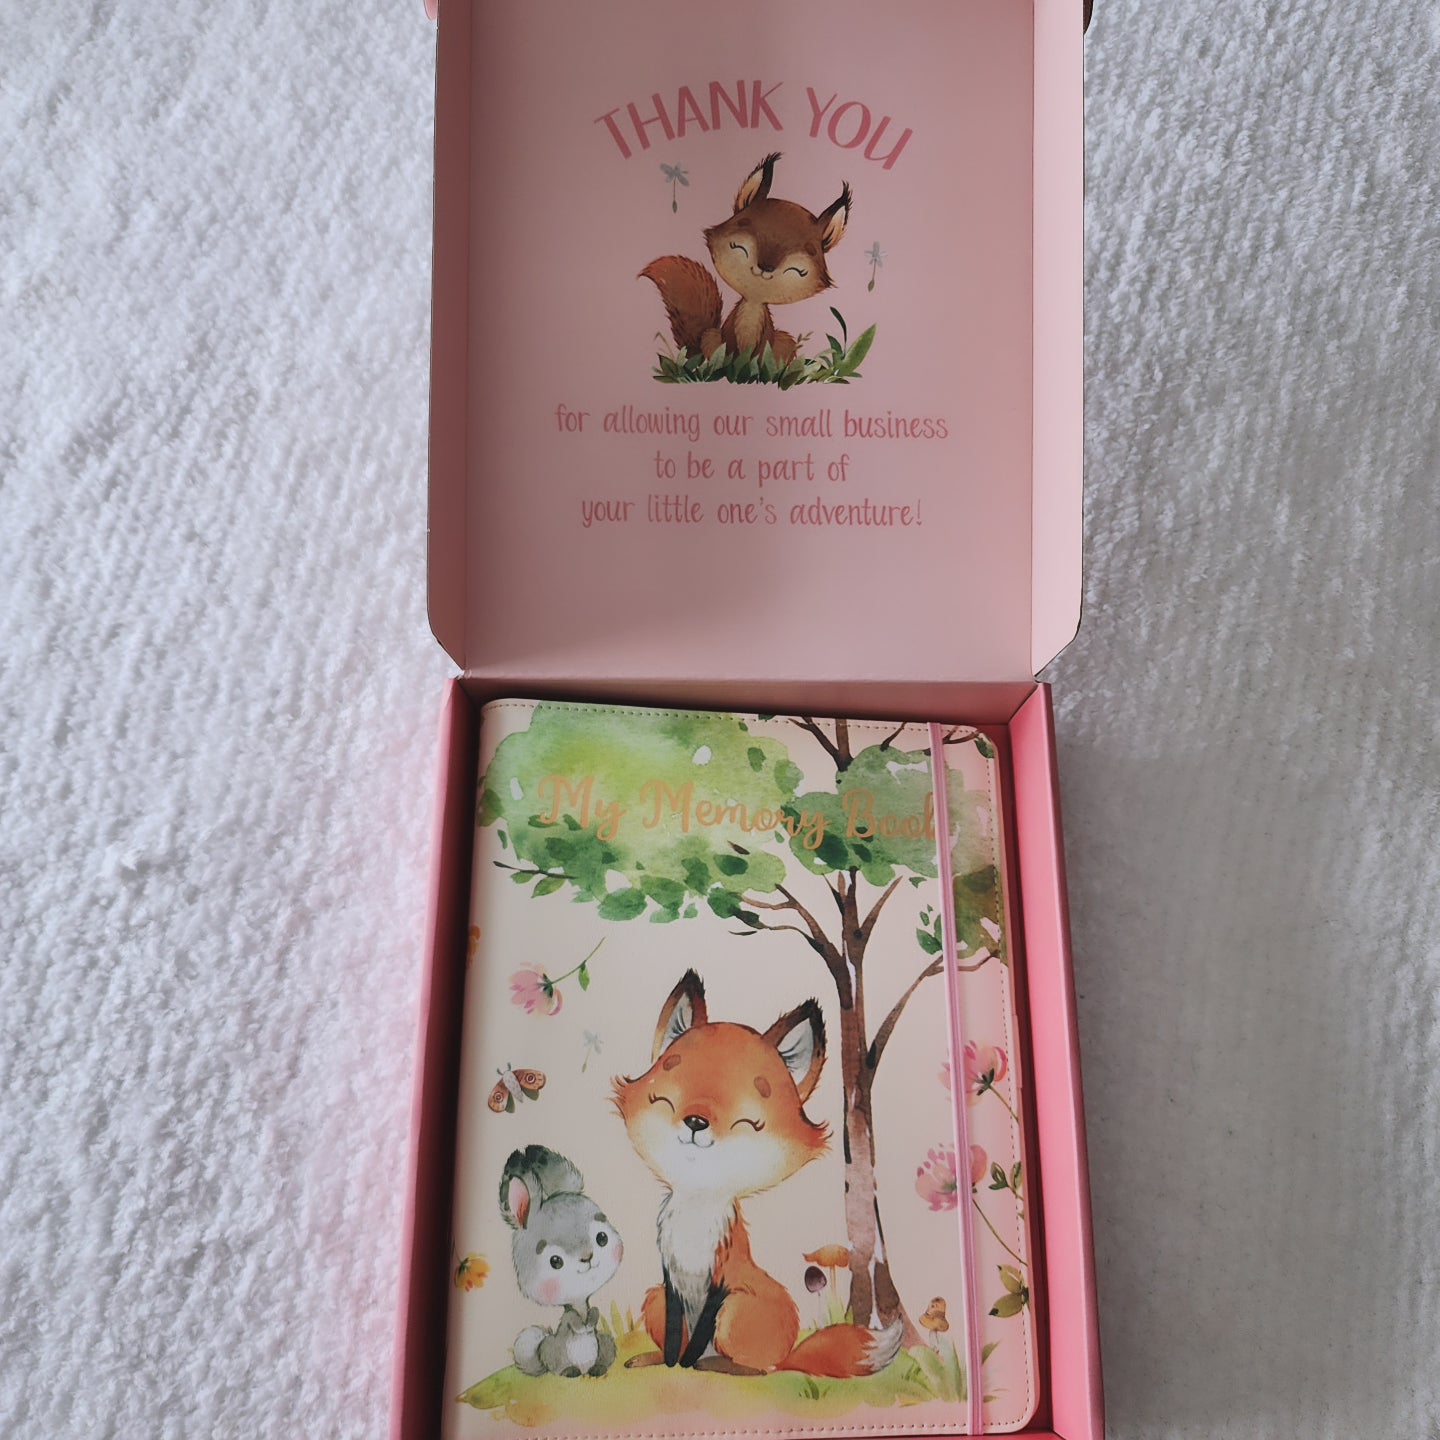 THANK YOU
for allowing our small business
to be a part of
your little one's adventure!
My Memory Book